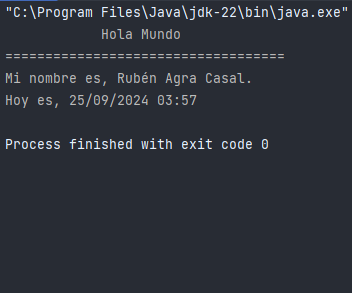 "C:\Program Files\Java\jdk-22\bin\java.exe"
Hola Mundo
===================================
Mi nombre es, Rubén Agra Casal.
Hoy es, 25/09/2024 03:57
Process finished with exit code 0